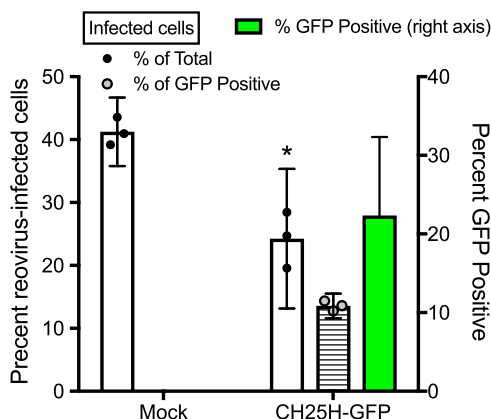 Infected cells
% GFP Positive (right axis)
% of Total
% of GFP Positive
Precent reovirus-infected cells
50
40
30
20
10
0
*
40
30
20
10
0
Percent GFP Positive
Mock
CH25H-GFP